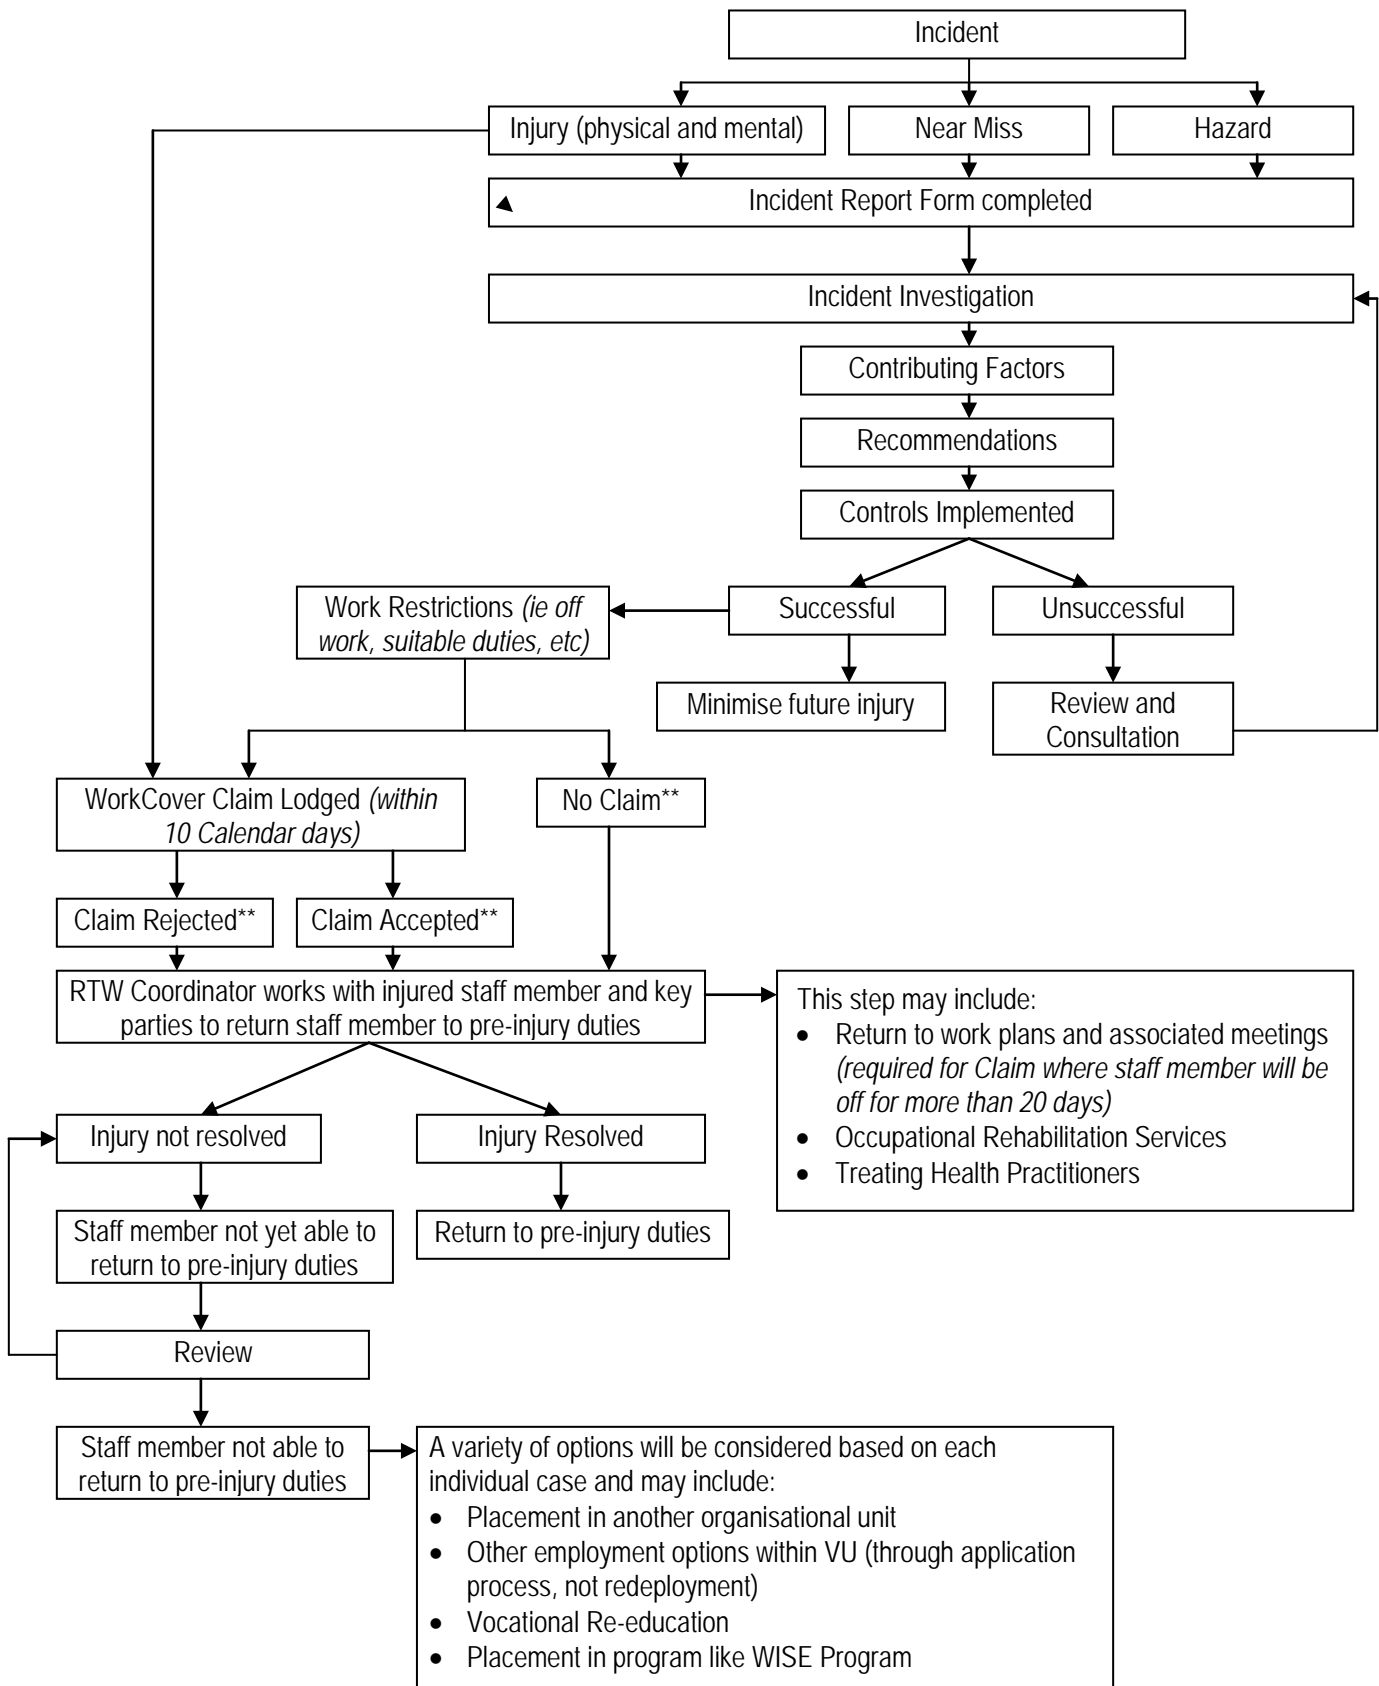 Incident
Injury (physical and mental)
Near Miss
Hazard
Incident Report Form completed
Incident Investigation
Contributing Factors
Recommendations
Controls Implemented
Work Restrictions (ie off
work, suitable duties, etc)
Successful
Unsuccessful
Minimise future injury
Review and
Consultation
WorkCover Claim Lodged (within
10 Calendar days)
No Claim**
Claim Rejected**
Claim Accepted**
RTW Coordinator works with injured staff member and key
parties to return staff member to pre-injury duties
This step may include:
• Return to work plans and associated meetings
(required for Claim where staff member will be
off for more than 20 days)
• Occupational Rehabilitation Services
• Treating Health Practitioners
Injury not resolved
Injury Resolved
Staff member not yet able to
return to pre-injury duties
Return to pre-injury duties
Review
Staff member not able to
return to pre-injury duties
A variety of options will be considered based on each
individual case and may include:
• Placement in another organisational unit
• Other employment options within VU (through application
process, not redeployment)
• Vocational Re-education
• Placement in program like WISE Program